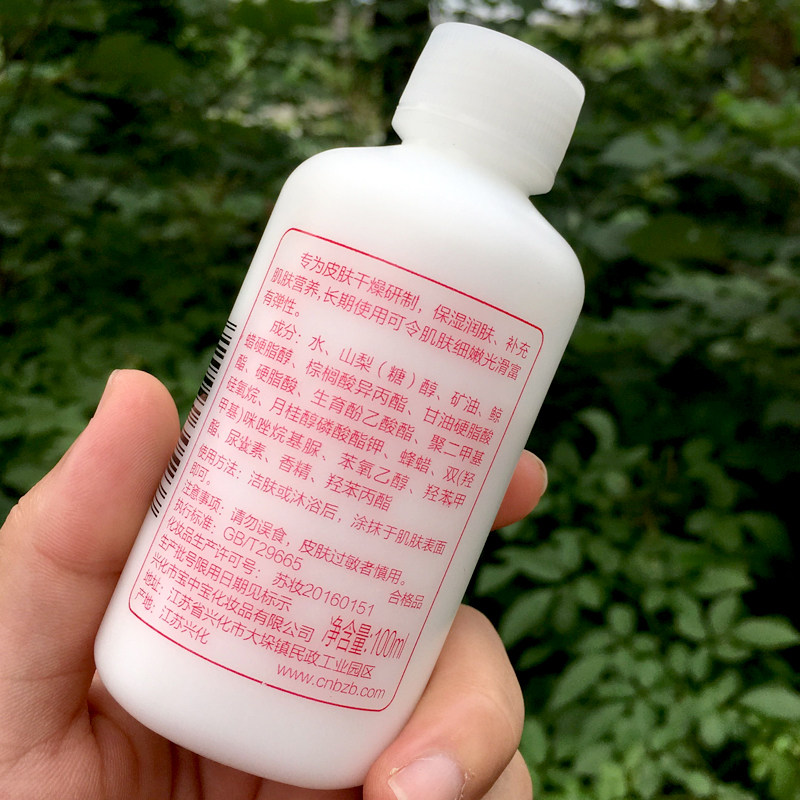 专为皮肤干燥研制，保湿润肤、补充
肌肤营养，长期使用可令肌肤细嫩光滑富
有弹性。
成分：水、山梨（糖）醇、矿油、鲸
蜡硬脂醇、棕榈酸异丙酯、甘油硬脂酸
酯、硬脂酸、生育酚乙酸酯、聚二甲基
硅氧烷、月桂醇磷酸酯钾、蜂蜡、双(羟
甲基)咪唑烷基脲、苯氧乙醇、羟苯甲
酯、尿囊素、香精、羟苯丙酯
使用方法：洁肤或沐浴后，涂抹于肌肤表面
即可。
注意事项：请勿误食，皮肤过敏者慎用。
执行标准：GB/T29665 合格品
化妆品生产许可号：苏妆20160151
生产批号限用日期见标示
兴化市宝中宝化妆品有限公司 净含量:100ml
地址：江苏省兴化市大垛镇民政工业园区
产地：江苏兴化
www.cnbzb.com